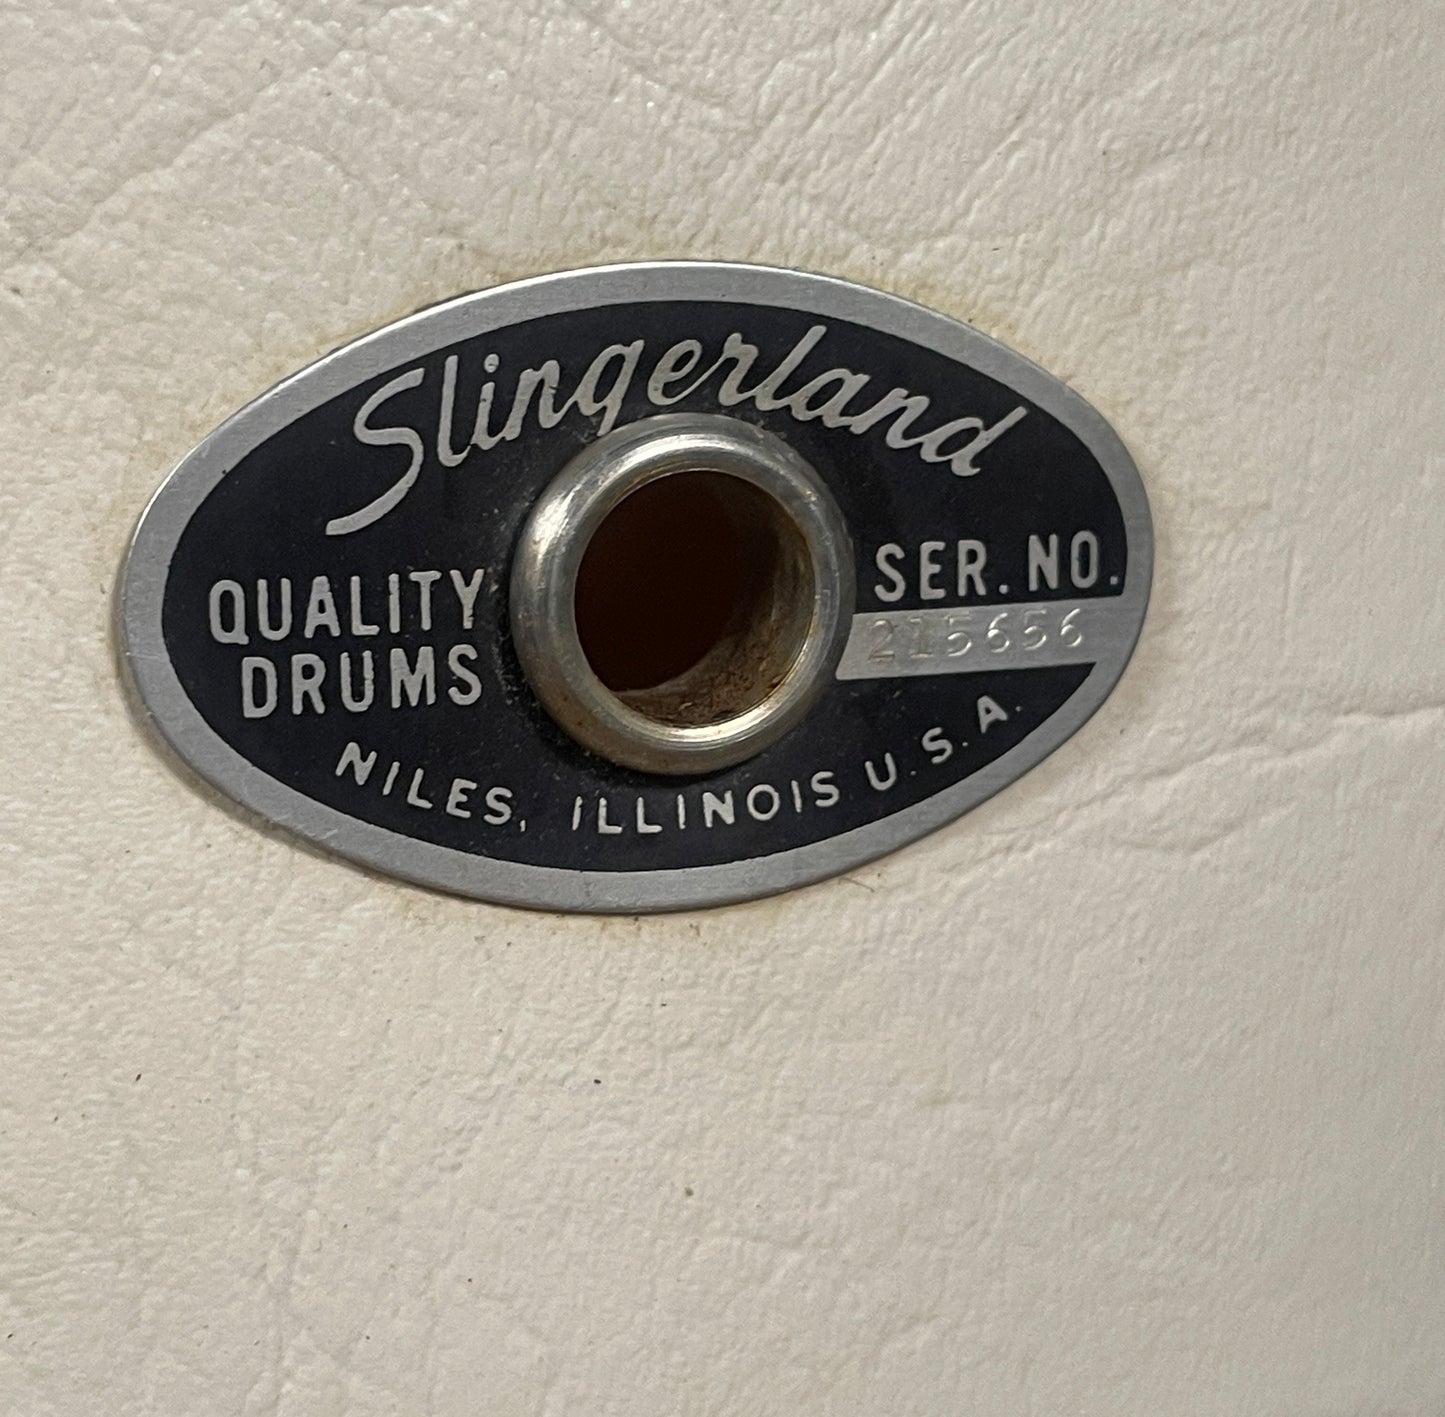 Slingerland
QUALITY
DRUMS
SER. NO.
215656
NILES, ILLINOIS U.S.A.